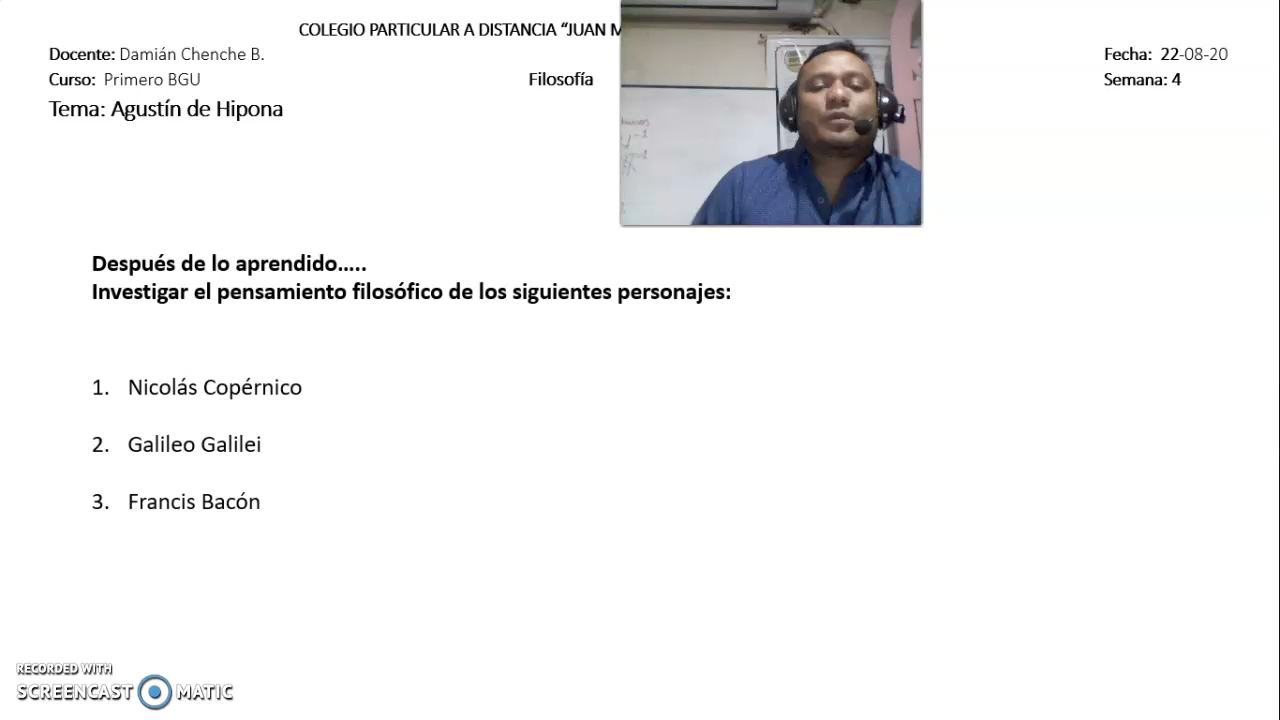 COLEGIO PARTICULAR A DISTANCIA “JUAN M
Docente: Damián Chenche B.
Fecha: 22-08-20
Curso: Primero BGU
Filosofía
Semana: 4
Tema: Agustín de Hipona
Después de lo aprendido.....
Investigar el pensamiento filosófico de los siguientes personajes:
1. Nicolás Copérnico
2. Galileo Galilei
3. Francis Bacón
RECORDED WITH
SCREENCAST MATIC